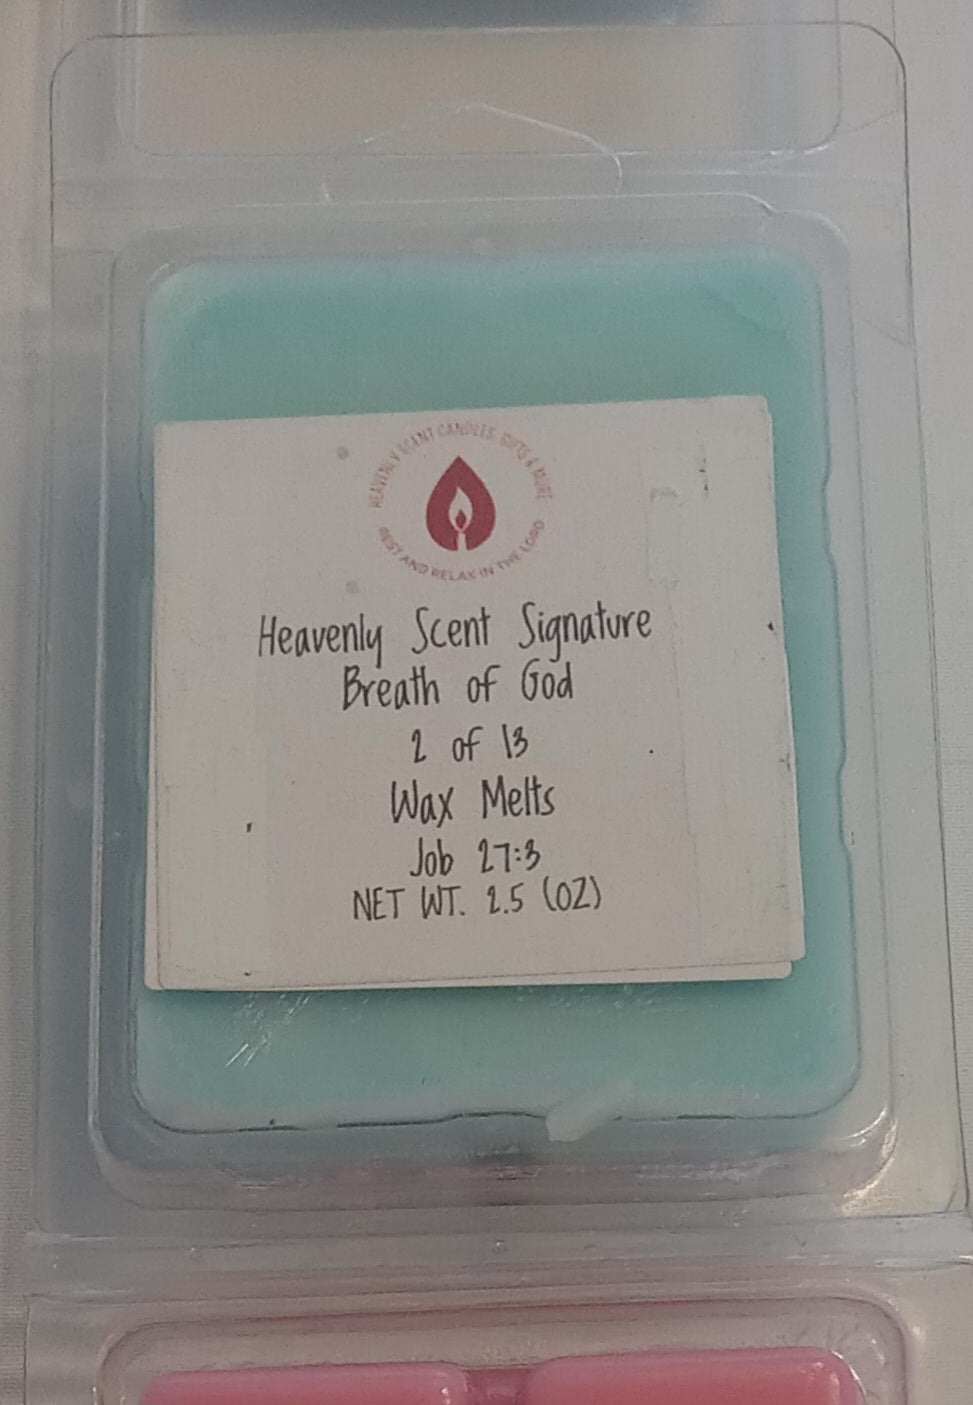 HEAVENLY SCENT CANDLES, GIFTS & MORE
REST AND RELAX IN THE LORD
Heavenly Scent Signature
Breath of God
2 of 13
Wax Melts
Job 27:3
NET WT. 2.5 (OZ)